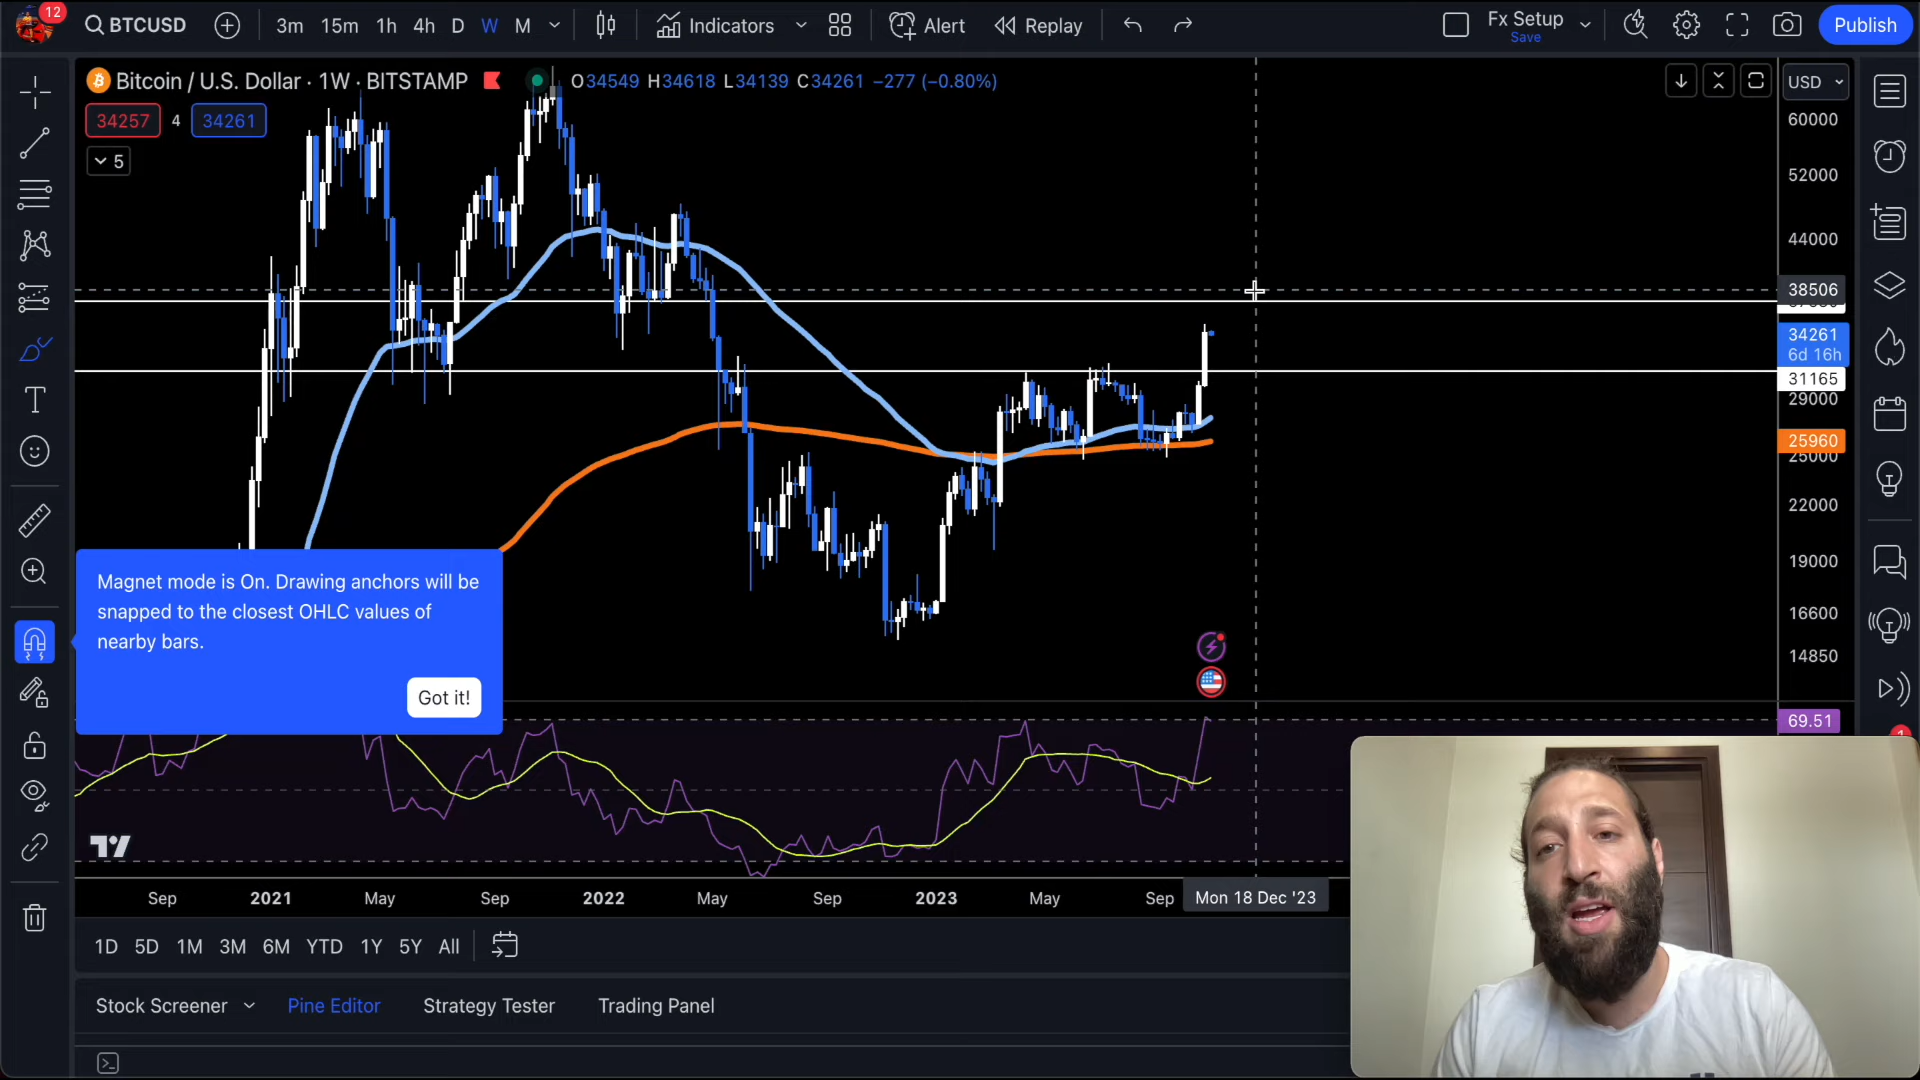 12
BTCUSD
3m 15m 1h 4h D W M
Indicators
Alert
Replay
Fx Setup
Save
Publish
Bitcoin / U.S. Dollar · 1W · BITSTAMP
O34549 H34618 L34139 C34261 −277 (−0.80%)
USD
34257 4 34261
5
60000
52000
44000
38506
34261
6d 16h
31165
29000
25960
25000
22000
19000
16600
14850
Magnet mode is On. Drawing anchors will be
snapped to the closest OHLC values of
nearby bars.
Got it!
69.51
1
Sep 2021 May Sep 2022 May Sep 2023 May Sep Mon 18 Dec '23
1D 5D 1M 3M 6M YTD 1Y 5Y All
Stock Screener Pine Editor Strategy Tester Trading Panel